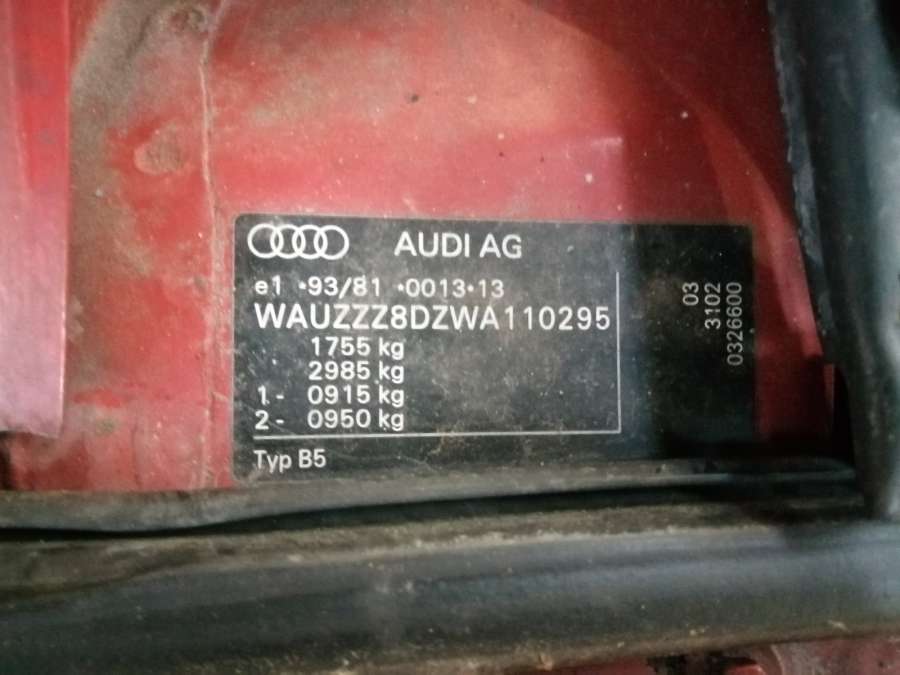 AUDI AG
e1 •93/81 •0013•13
WAUZZZ8DZWA110295
1755 kg
2985 kg
1- 0915 kg
2- 0950 kg
Typ B5
03
3102
0326600